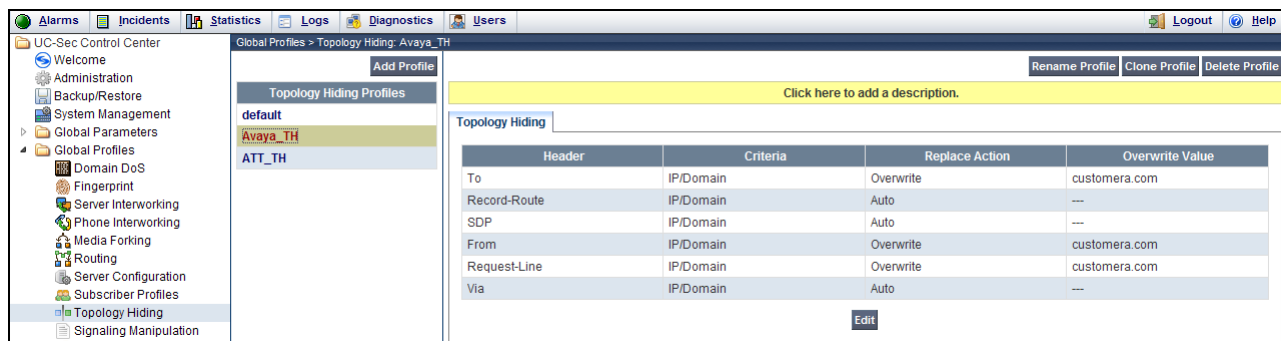 Alarms Incidents Statistics Logs Diagnostics Users Logout Help
UC-Sec Control Center
Welcome
Administration
Backup/Restore
System Management
Global Parameters
Global Profiles
Domain DoS
Fingerprint
Server Interworking
Phone Interworking
Media Forking
Routing
Server Configuration
Subscriber Profiles
Topology Hiding
Signaling Manipulation
Global Profiles > Topology Hiding: Avaya_TH
Add Profile
Topology Hiding Profiles
default
Avaya_TH
ATT_TH
Rename Profile Clone Profile Delete Profile
Click here to add a description.
Topology Hiding
Header Criteria Replace Action Overwrite Value
To IP/Domain Overwrite customera.com
Record-Route IP/Domain Auto ---
SDP IP/Domain Auto ---
From IP/Domain Overwrite customera.com
Request-Line IP/Domain Overwrite customera.com
Via IP/Domain Auto ---
Edit